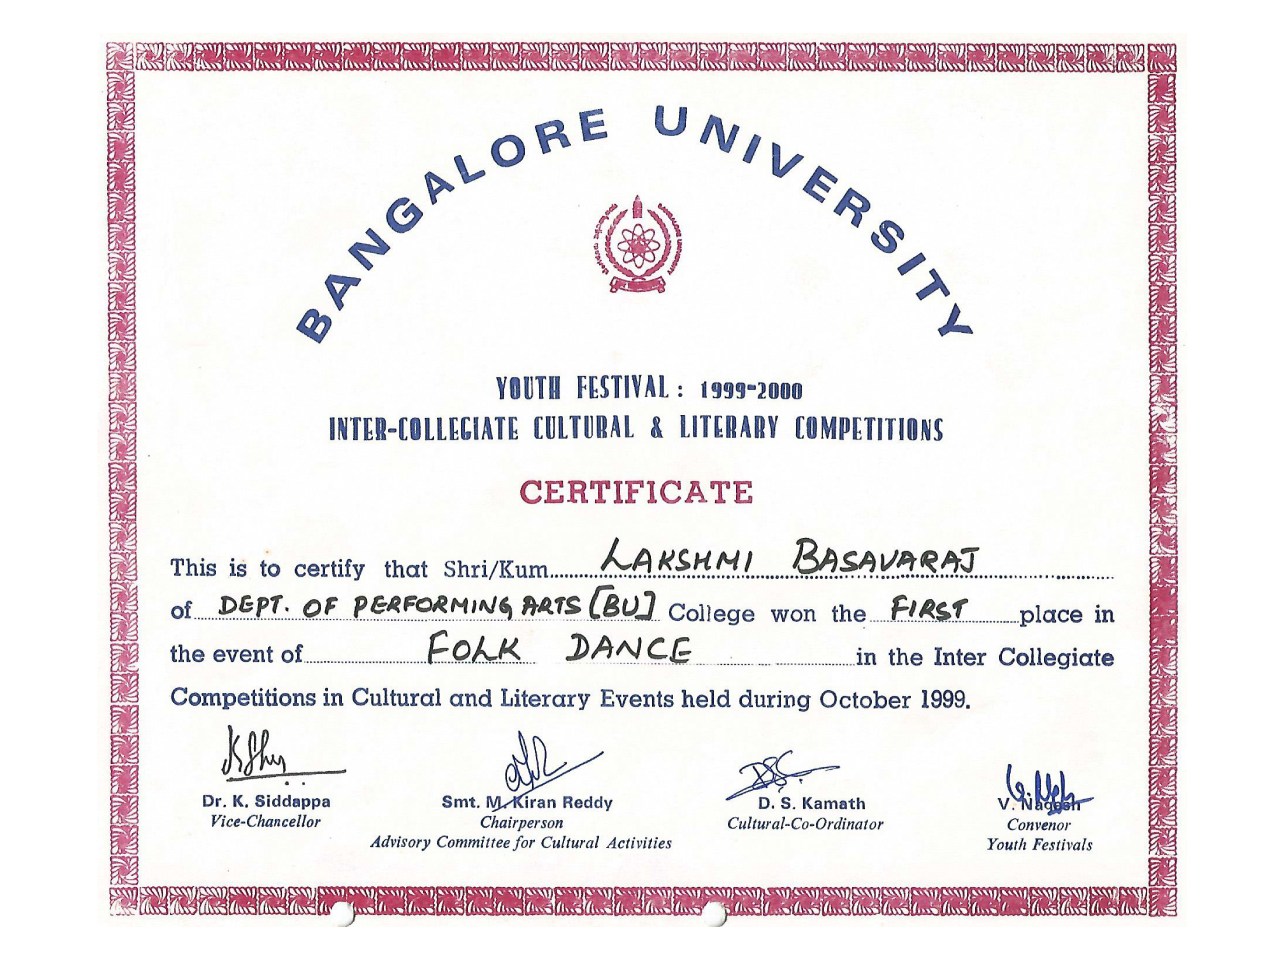 BANGALORE UNIVERSITY
YOUTH FESTIVAL : 1999-2000
INTER-COLLEGIATE CULTURAL & LITERARY COMPETITIONS
CERTIFICATE
This is to certify that Shri/Kum LAKSHMI BASAVARAJ
of DEPT. OF PERFORMING ARTS [BU] College won the FIRST place in
the event of FOLK DANCE in the Inter Collegiate
Competitions in Cultural and Literary Events held during October 1999.
Dr. K. Siddappa
Vice-Chancellor
Smt. M. Kiran Reddy
Chairperson
Advisory Committee for Cultural Activities
D. S. Kamath
Cultural-Co-Ordinator
V. Nagesh
Convenor
Youth Festivals